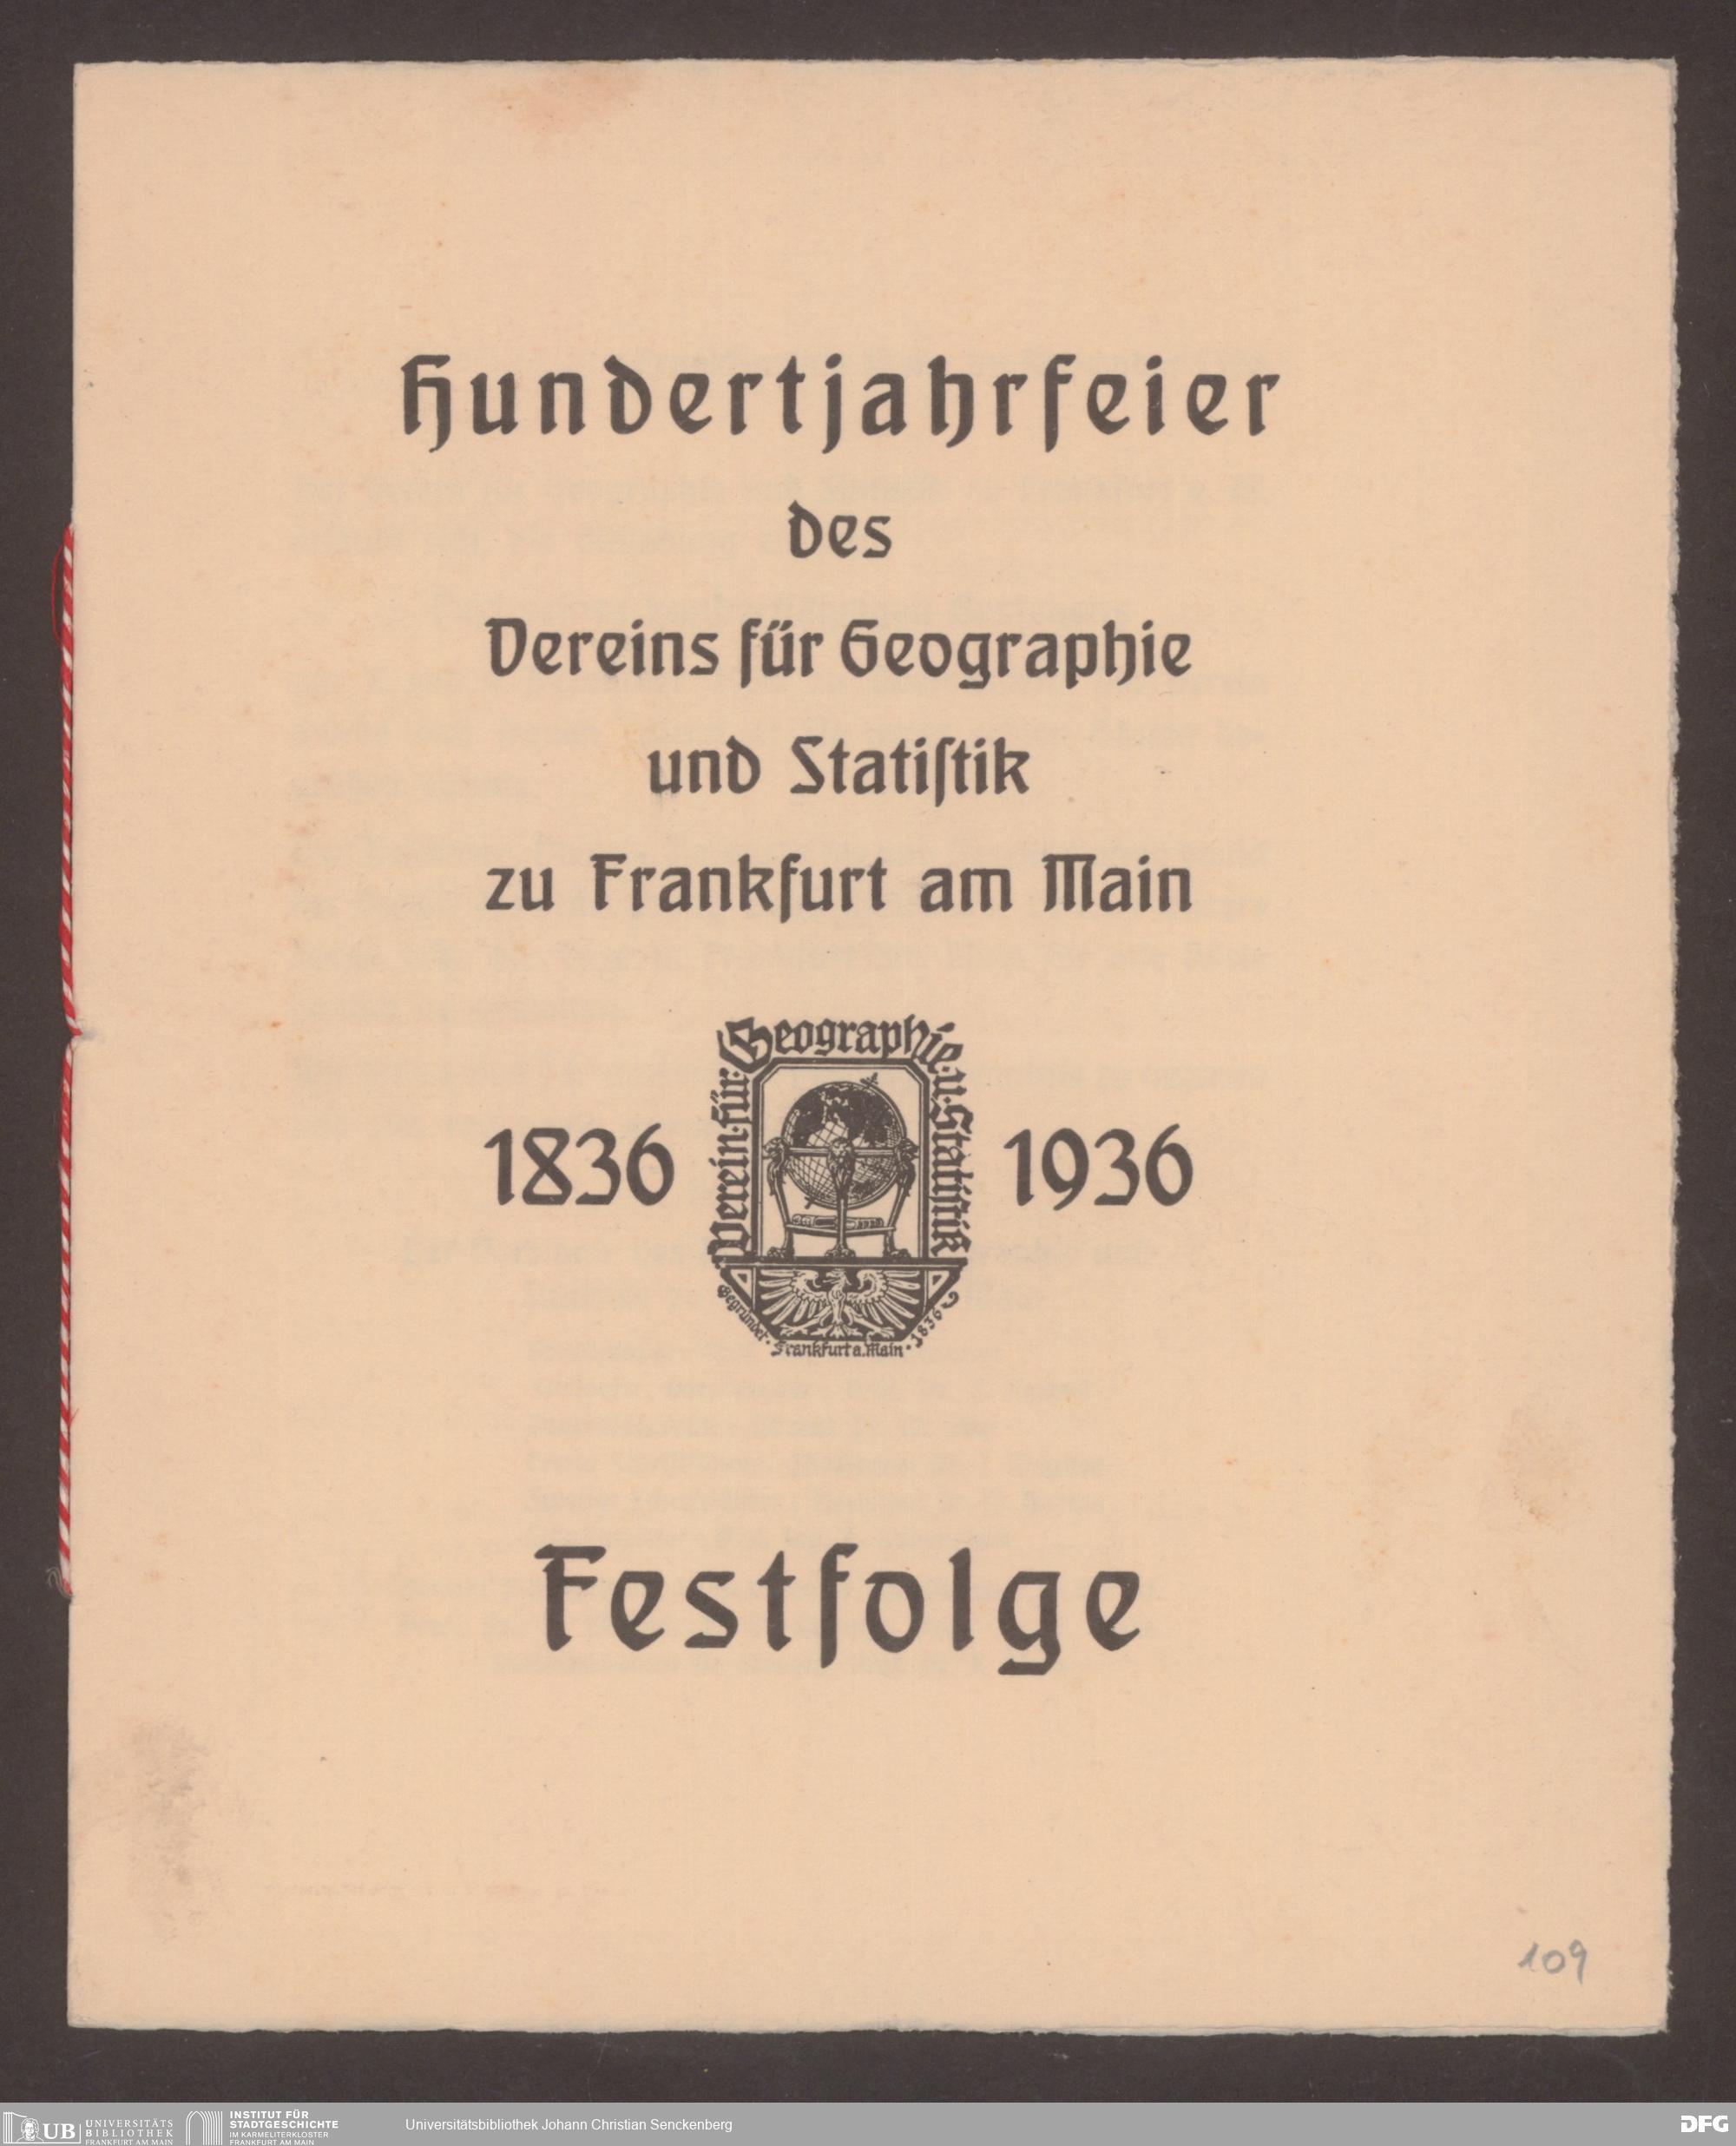 Hundertjahrfeier
des
Vereins für Geographie
und Statiſtik
zu Frankfurt am Main
1836
Verein·für·Geographie·u·Statiſtik
Gegründet · Frankfurt a. Main · 1836
1936
Festfolge
109
UB
UNIVERSITÄTS
BIBLIOTHEK
FRANKFURT AM MAIN
INSTITUT FÜR
STADTGESCHICHTE
IM KARMELITERKLOSTER
FRANKFURT AM MAIN
Universitätsbibliothek Johann Christian Senckenberg
DFG